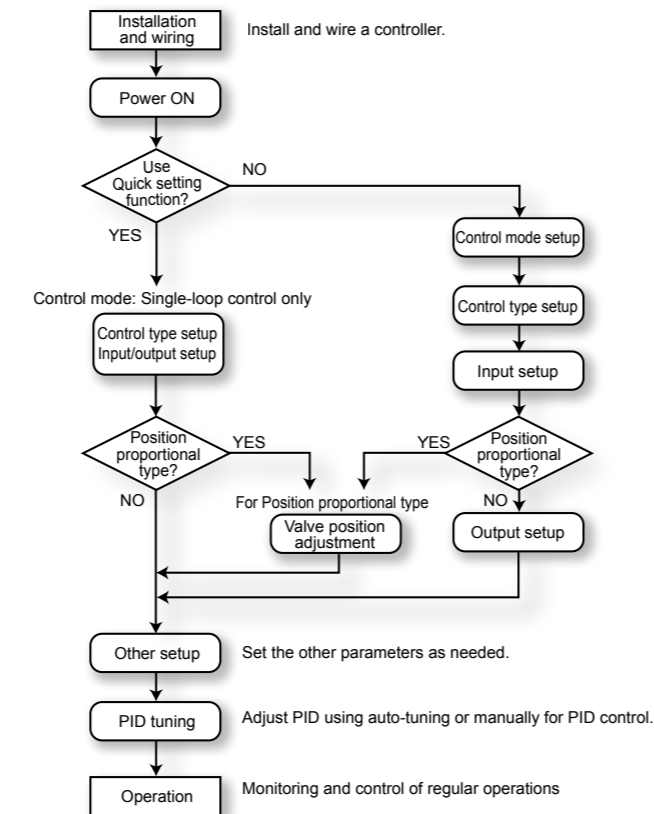 Installation
and wiring
Install and wire a controller.
Power ON
Use
Quick setting
function?
NO
YES
Control mode setup
Control mode: Single-loop control only
Control type setup
Control type setup
Input/output setup
Input setup
Position
proportional
type?
YES
YES
Position
proportional
type?
NO
For Position proportional type
NO
Valve position
adjustment
Output setup
Other setup
Set the other parameters as needed.
PID tuning
Adjust PID using auto-tuning or manually for PID control.
Operation
Monitoring and control of regular operations